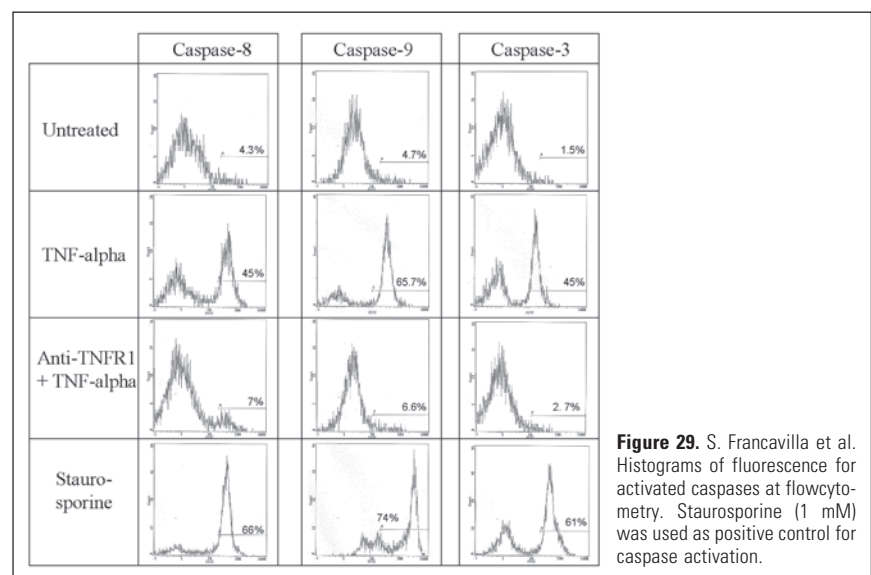 Caspase-8 Caspase-9 Caspase-3
Untreated
4.3% 4.7% 1.5%
TNF-alpha
45% 65.7% 45%
Anti-TNFR1
+ TNF-alpha
7% 6.6% 2.7%
Stauro-
sporine
66% 74% 61%
Figure 29. S. Francavilla et al.
Histograms of fluorescence for
activated caspases at flowcyto-
metry. Staurosporine (1 mM)
was used as positive control for
caspase activation.